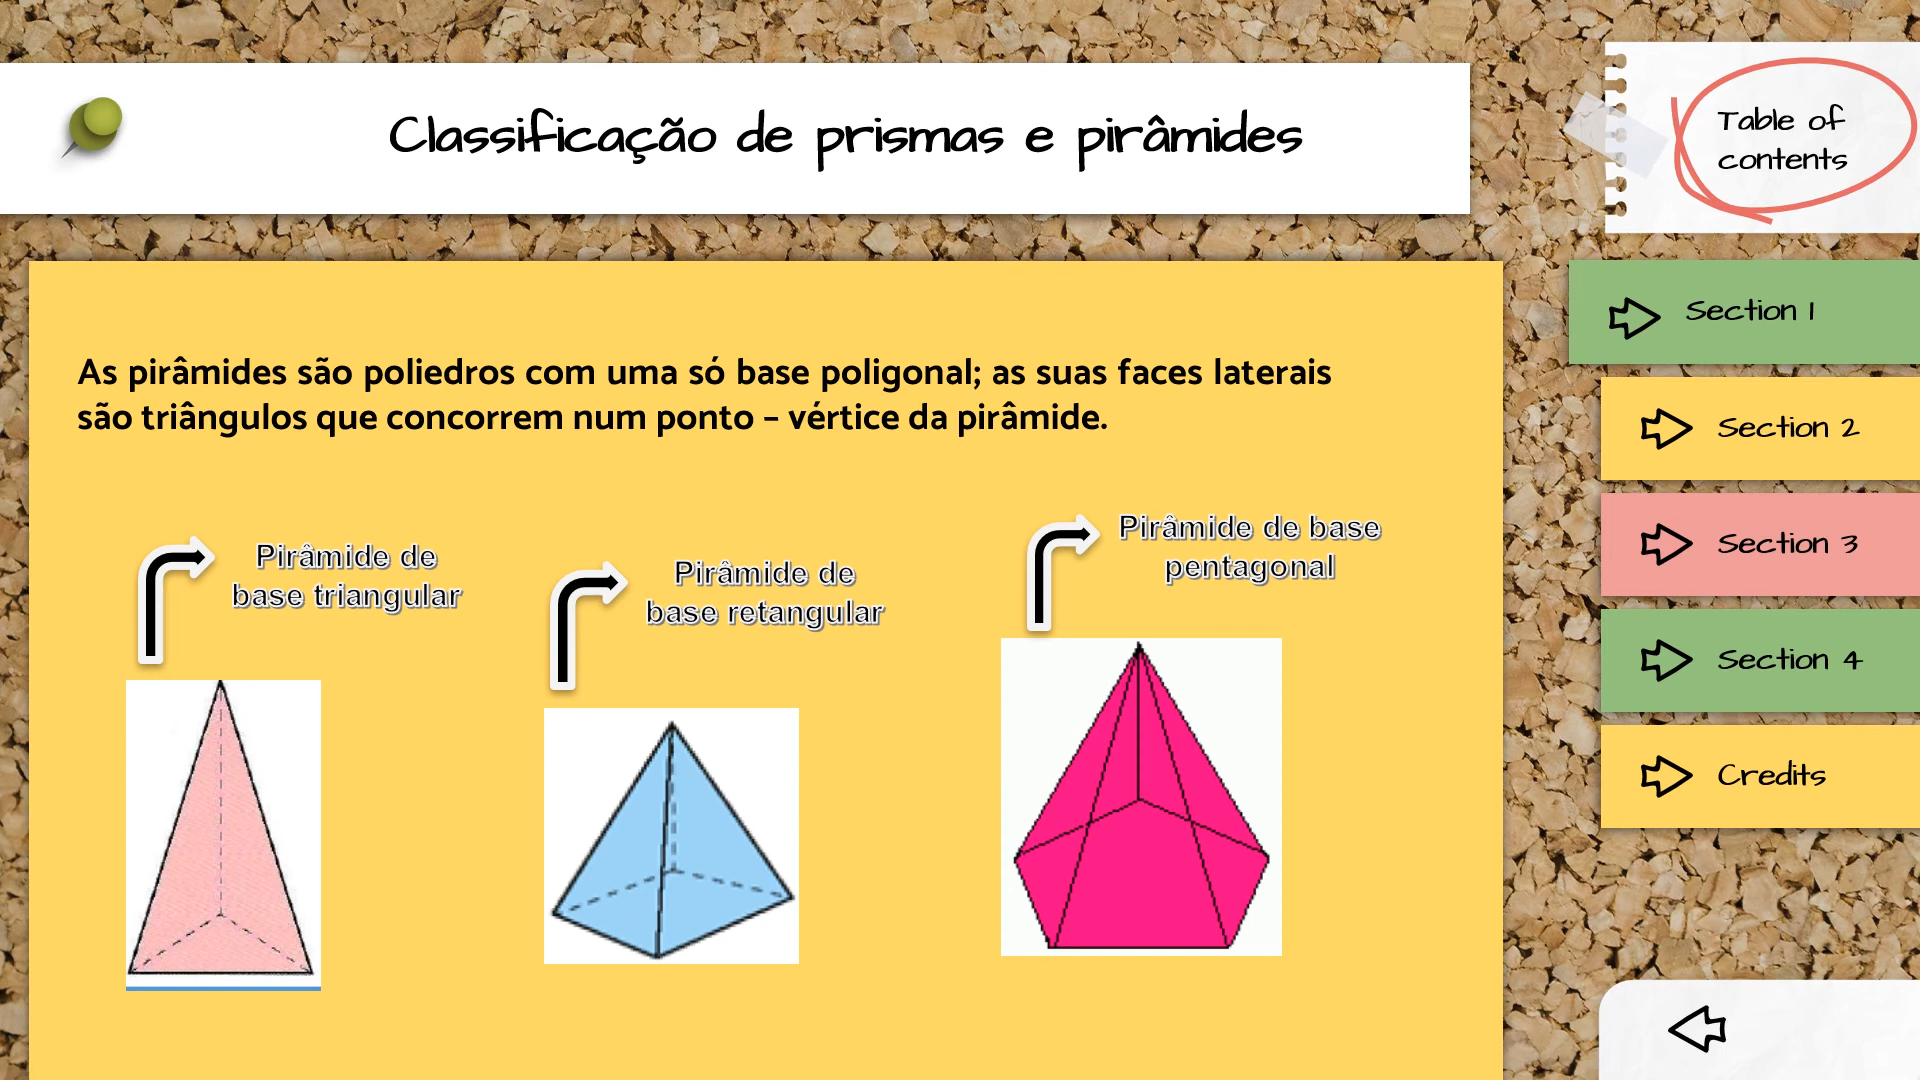 Classificação de prismas e pirâmides
Table of
contents
Section 1
Section 2
Section 3
Section 4
Credits
As pirâmides são poliedros com uma só base poligonal; as suas faces laterais
são triângulos que concorrem num ponto – vértice da pirâmide.
Pirâmide de
base triangular
Pirâmide de
base retangular
Pirâmide de base
pentagonal